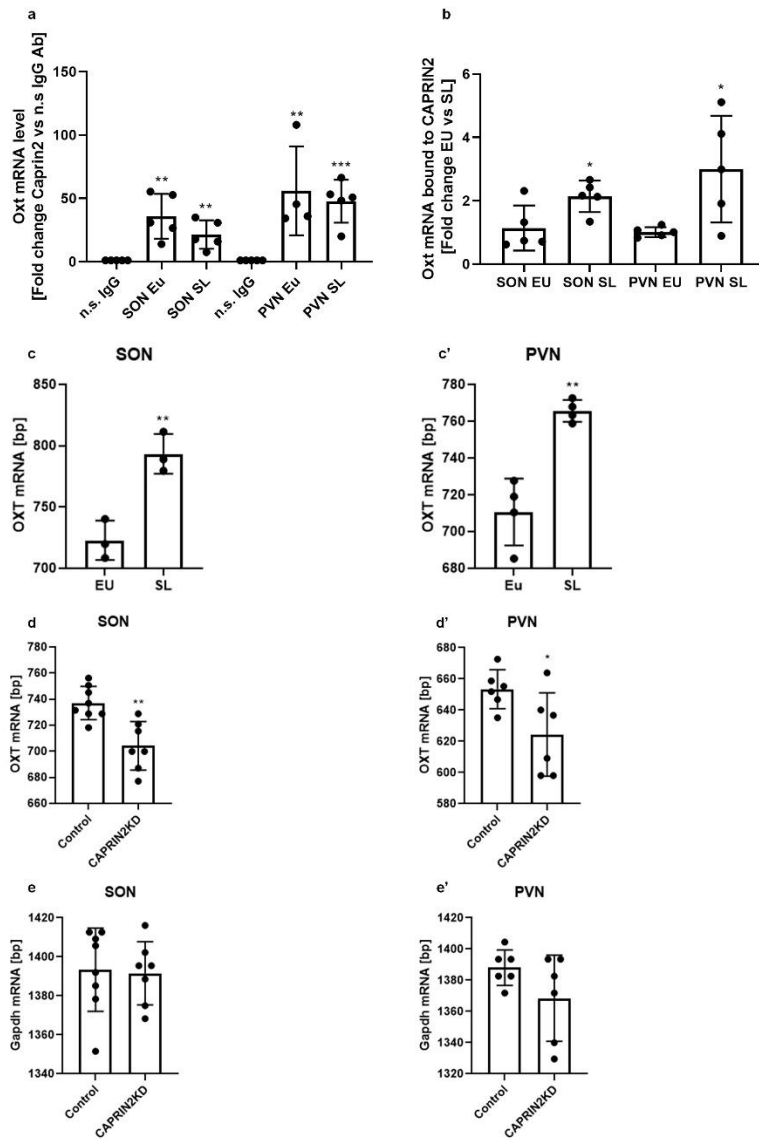 a
Oxt mRNA level
[Fold change Caprin2 vs n.s IgG Ab]
150
100
50
0
**
**
**
***
n.s. IgG
SON Eu
SON SL
n.s. IgG
PVN Eu
PVN SL
b
Oxt mRNA bound to CAPRIN2
[Fold change EU vs SL]
6
4
2
0
*
*
SON EU
SON SL
PVN EU
PVN SL
c
SON
OXT mRNA [bp]
850
800
750
700
**
EU
SL
c'
PVN
OXT mRNA [bp]
780
760
740
720
700
680
**
Eu
SL
d
SON
OXT mRNA [bp]
780
760
740
720
700
680
660
**
Control
CAPRIN2KD
d'
PVN
OXT mRNA [bp]
680
660
640
620
600
580
*
Control
CAPRIN2KD
e
SON
Gapdh mRNA [bp]
1420
1400
1380
1360
1340
Control
CAPRIN2KD
e'
PVN
Gapdh mRNA [bp]
1420
1400
1380
1360
1340
1320
Control
CAPRIN2KD